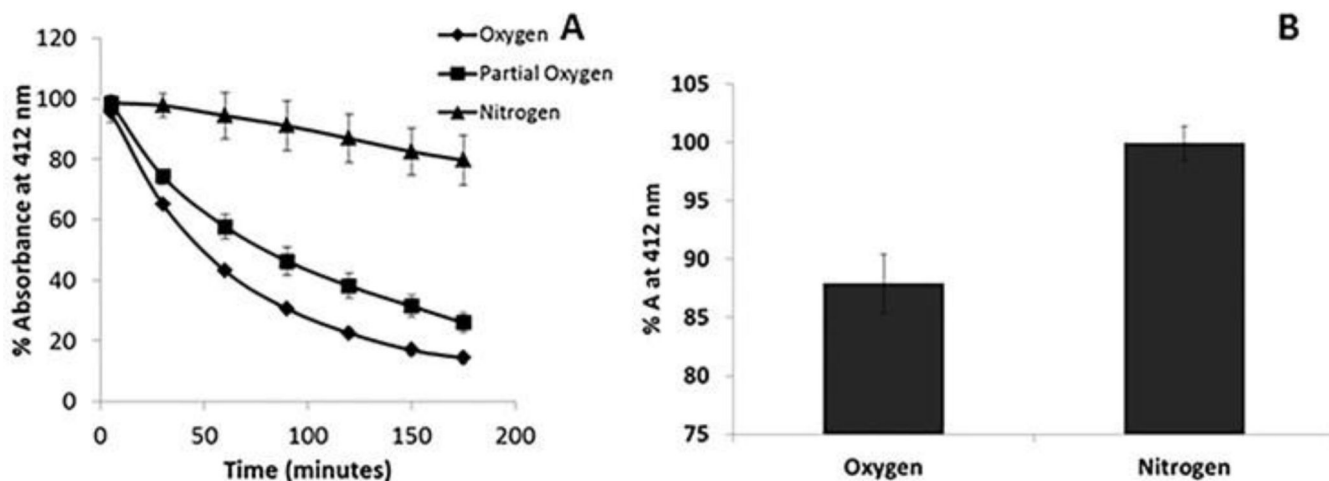 A
Oxygen
Partial Oxygen
Nitrogen
% Absorbance at 412 nm
120
100
80
60
40
20
0
0 50 100 150 200
Time (minutes)
B
% A at 412 nm
105
100
95
90
85
80
75
Oxygen Nitrogen